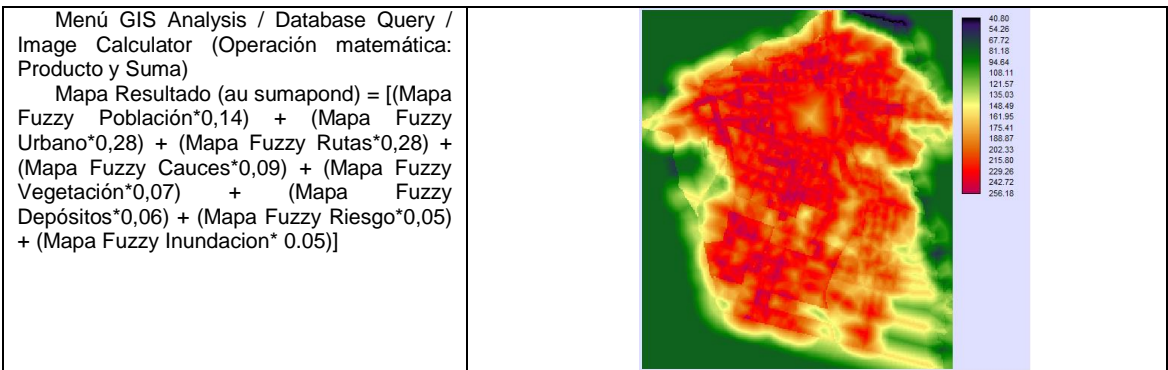 Menú GIS Analysis / Database Query /
Image Calculator (Operación matemática:
Producto y Suma)
Mapa Resultado (au sumapond) = [(Mapa
Fuzzy Población*0,14) + (Mapa Fuzzy
Urbano*0,28) + (Mapa Fuzzy Rutas*0,28) +
(Mapa Fuzzy Cauces*0,09) + (Mapa Fuzzy
Vegetación*0,07) + (Mapa Fuzzy
Depósitos*0,06) + (Mapa Fuzzy Riesgo*0,05)
+ (Mapa Fuzzy Inundacion* 0.05)]
40.80
54.26
67.72
81.18
94.64
108.11
121.57
135.03
148.49
161.95
175.41
188.87
202.33
215.80
229.26
242.72
256.18